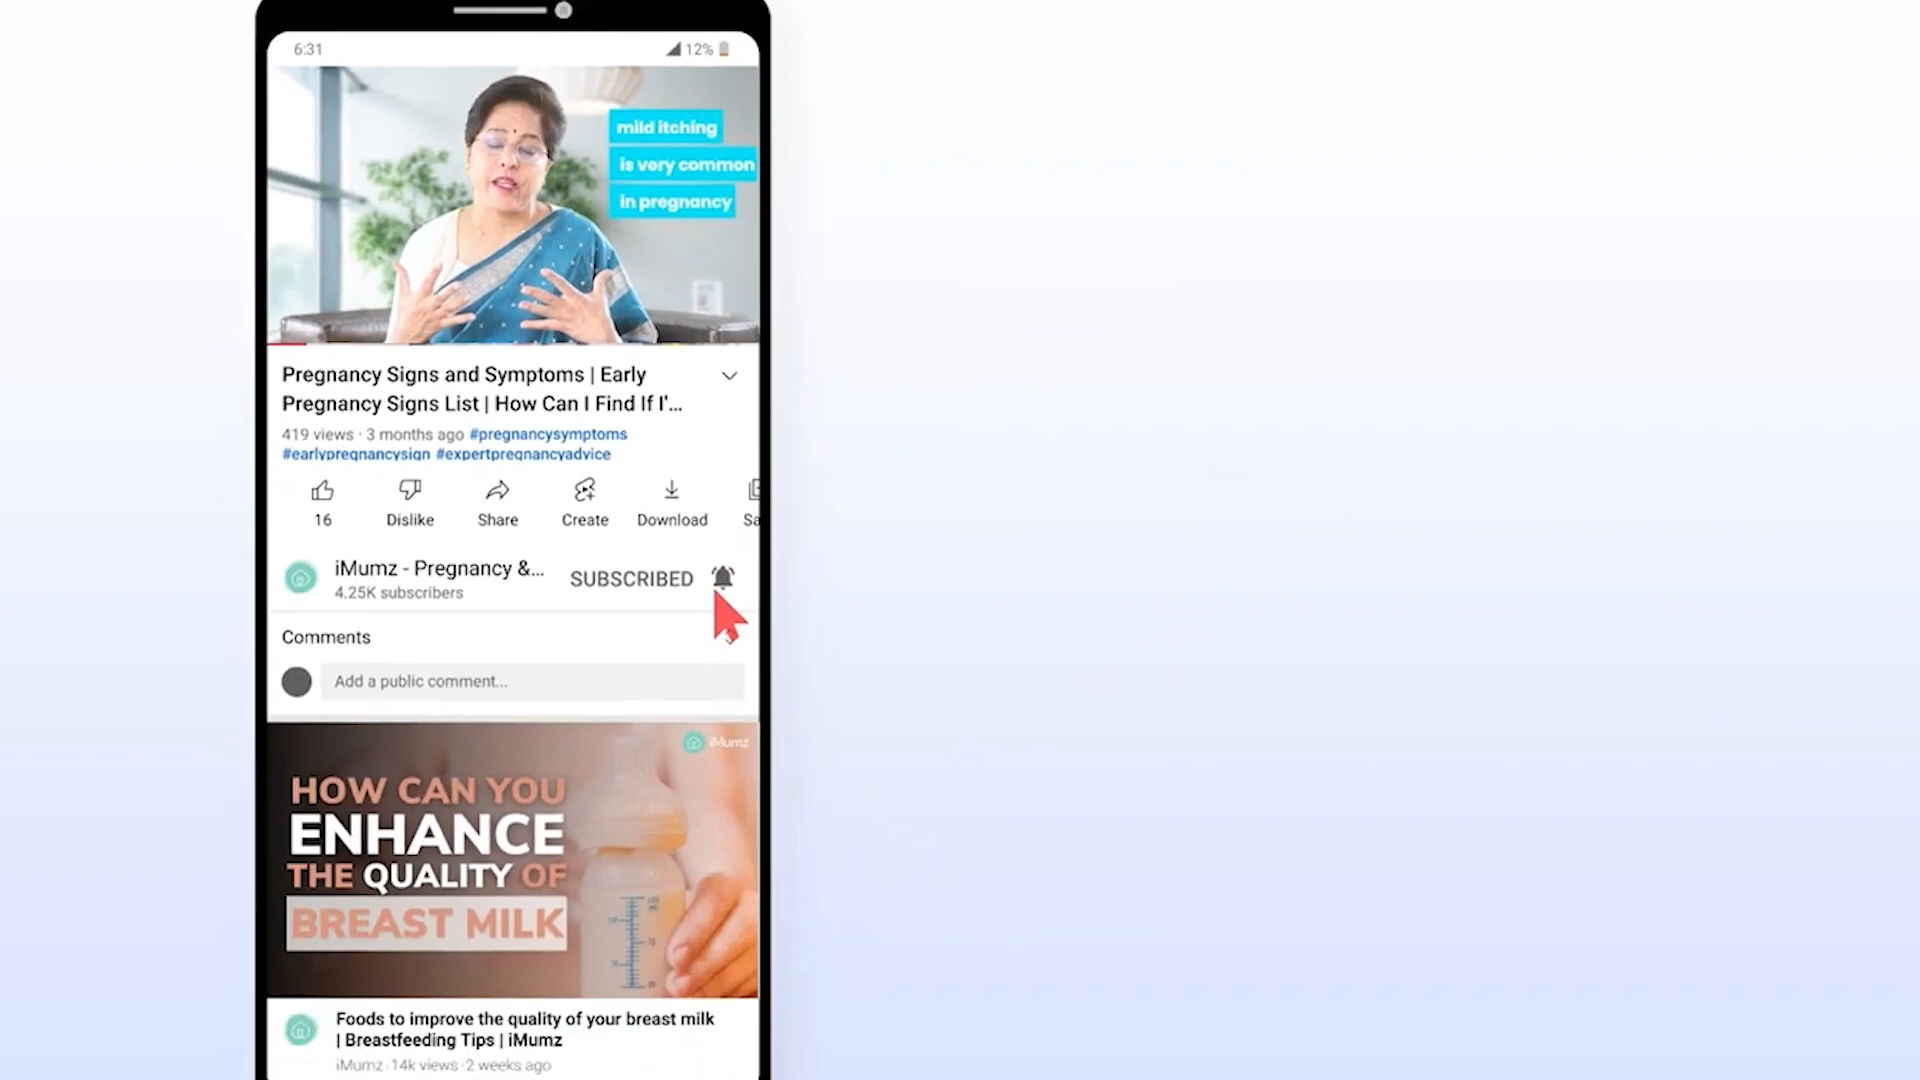 6:31
12%
mild itching
is very common
in pregnancy
Pregnancy Signs and Symptoms | Early
Pregnancy Signs List | How Can I Find If I'...
419 views · 3 months ago #pregnancysymptoms
#earlypregnancysign #expertpregnancyadvice
16 Dislike Share Create Download Sa
iMumz - Pregnancy &...
SUBSCRIBED
4.25K subscribers
Comments
Add a public comment...
iMumz
HOW CAN YOU
ENHANCE
THE QUALITY OF
BREAST MILK
Foods to improve the quality of your breast milk
| Breastfeeding Tips | iMumz
iMumz · 14k views · 2 weeks ago